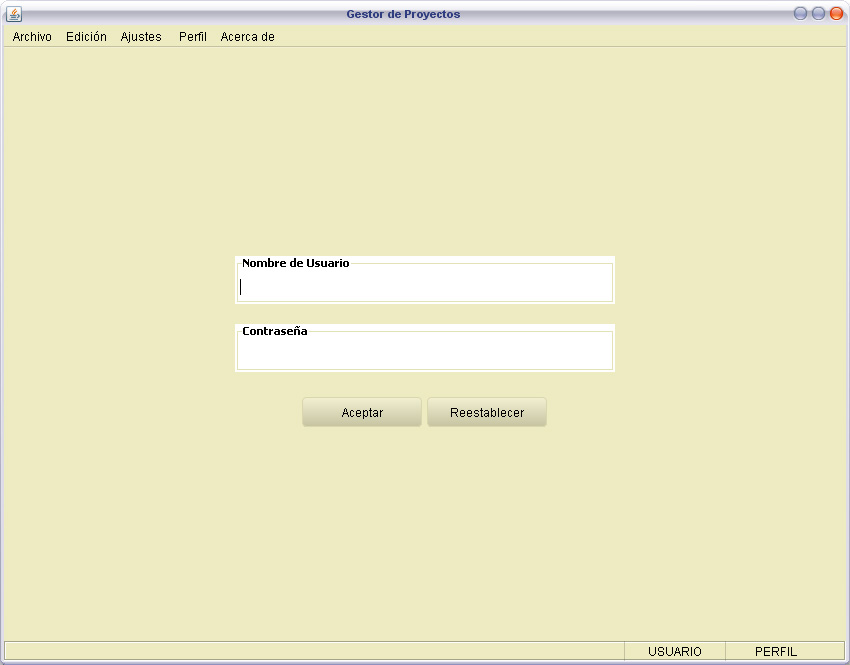 Gestor de Proyectos
Archivo Edición Ajustes Perfil Acerca de
Nombre de Usuario
Contraseña
Aceptar Reestablecer
USUARIO PERFIL